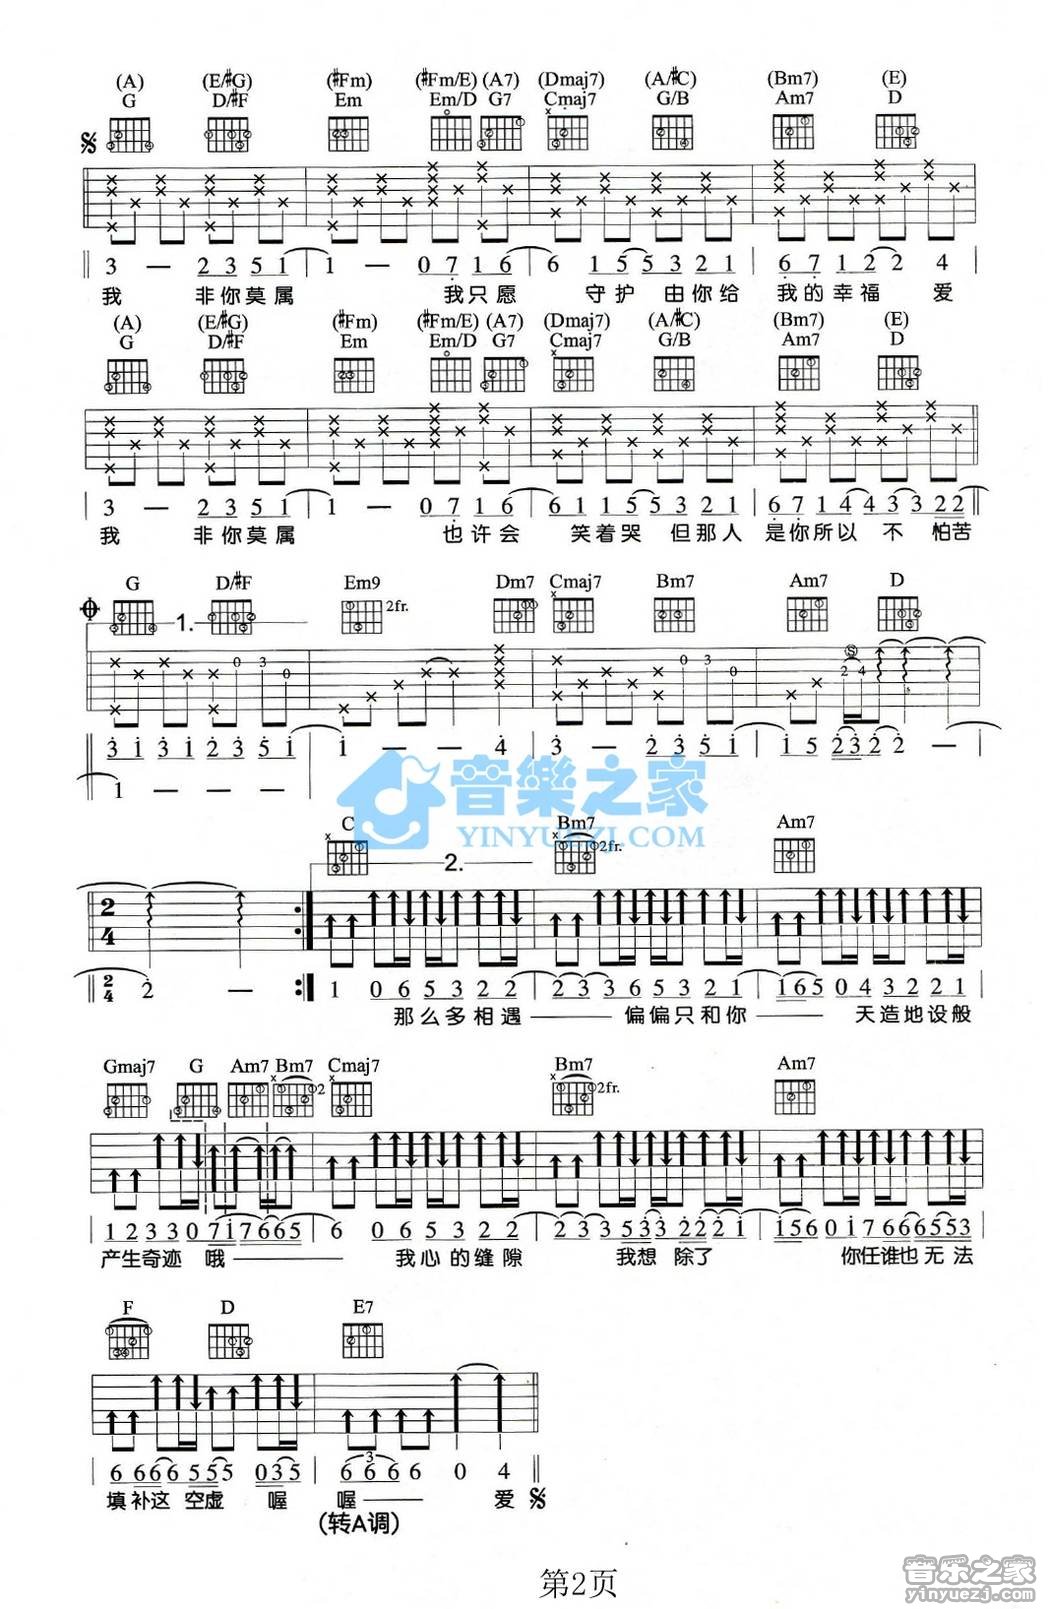 (A) (E/#G) (#Fm) (#Fm/E) (A7) (Dmaj7) (A/#C) (Bm7) (E)
G D/#F Em Em/D G7 Cmaj7 G/B Am7 D
3 — 2 3 5 1 1 — 0 7 1 6 6 1 5 5 3 2 1 6 7 1 2 2 4
我 非你莫属 我只愿 守护 由你给 我的幸福 爱
(A) (E/#G) (#Fm) (#Fm/E) (A7) (Dmaj7) (A/#C) (Bm7) (E)
G D/#F Em Em/D G7 Cmaj7 G/B Am7 D
3 — 2 3 5 1 1 — 0 7 1 6 6 1 1 5 5 3 2 1 6 7 1 4 4 3 3 2 2
我 非你莫属 也许会 笑着哭 但那人 是你所以 不 怕苦
G D/#F Em9 Dm7 Cmaj7 Bm7 Am7 D
2fr.
1.
0 3 0 0 3 0 S 2 4
3 1 3 1 2 3 5 1 1 — — 4 3 — 2 3 5 1 1 5 2 3 2 2 —
1 — — —
音樂之家
YINYUEZJ.COM
C Bm7 Am7
2. 2fr.
2/4
2/4 2 — 1 0 6 5 3 2 2 2 3 3 6 5 3 2 1 1 6 5 0 4 3 2 2 1
那么多相遇 偏偏只和你 天造地设般
Gmaj7 G Am7 Bm7 Cmaj7 Bm7 Am7
2 2fr.
1 2 3 3 0 7 1 7 6 6 5 6 0 6 5 3 2 2 2 3 3 5 3 3 2 2 2 1 1 5 6 0 1 7 6 6 6 5 5 3
产生奇迹 哦 我心的缝隙 我想 除了 你任谁也无法
F D E7
6 6 6 6 5 5 5 0 3 5 3 6 6 6 6 0 4
填补这 空虚 喔 喔 爱
(转A调)
第2页
音乐之家
yinyuezj.com